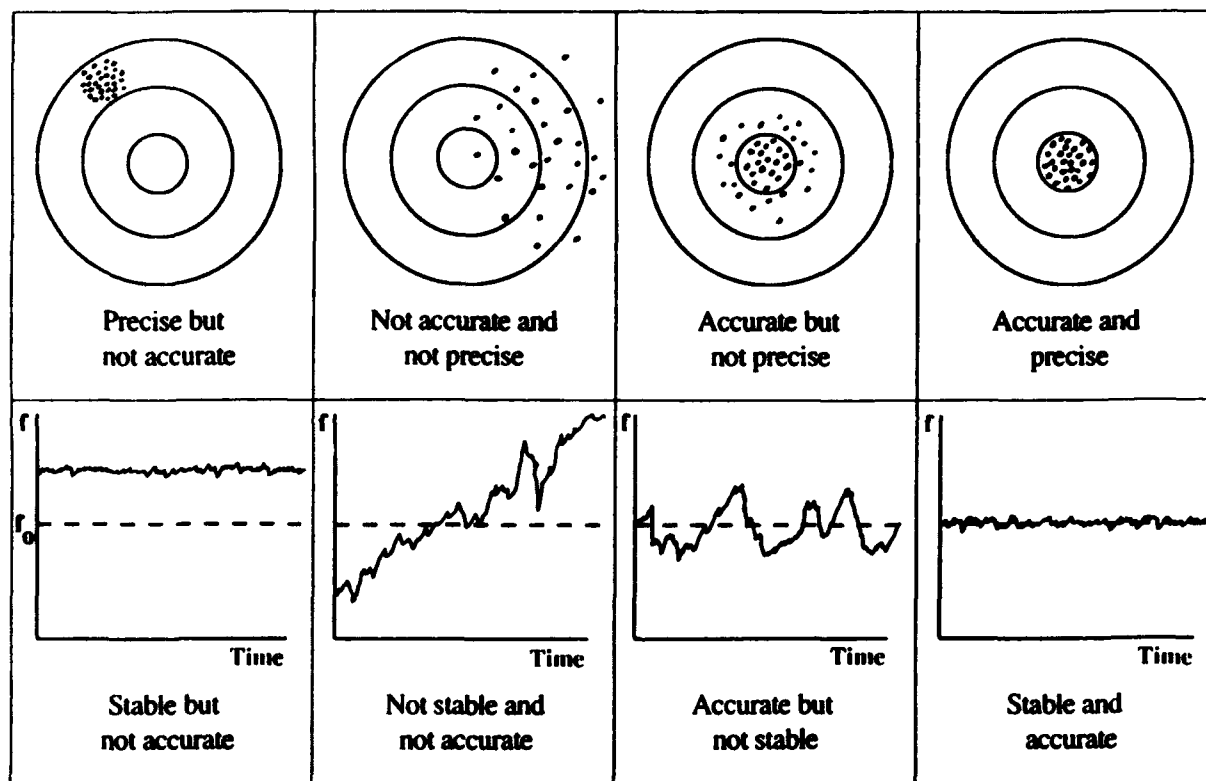 Precise but
not accurate
Not accurate and
not precise
Accurate but
not precise
Accurate and
precise
f
f
f
f
fo
Time
Time
Time
Time
Stable but
not accurate
Not stable and
not accurate
Accurate but
not stable
Stable and
accurate